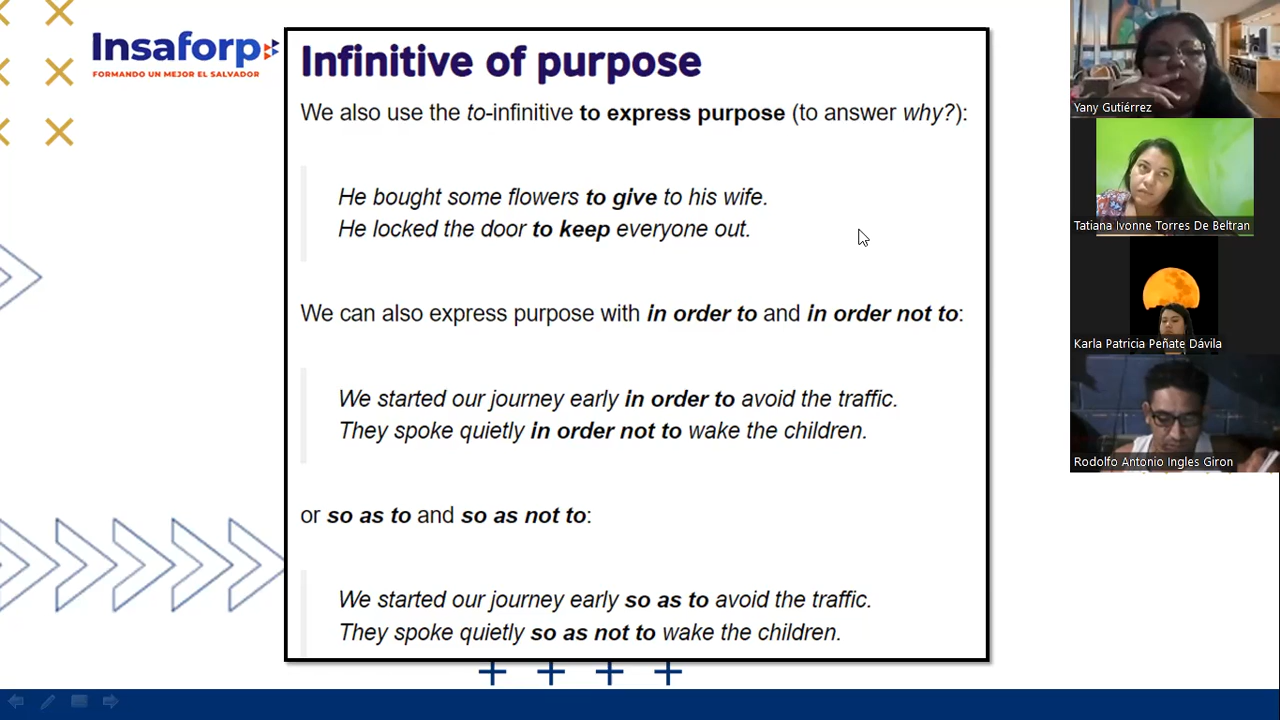 Insaforp
FORMANDO UN MEJOR EL SALVADOR
Infinitive of purpose
We also use the to-infinitive to express purpose (to answer why?):
He bought some flowers to give to his wife.
He locked the door to keep everyone out.
We can also express purpose with in order to and in order not to:
We started our journey early in order to avoid the traffic.
They spoke quietly in order not to wake the children.
or so as to and so as not to:
We started our journey early so as to avoid the traffic.
They spoke quietly so as not to wake the children.
Yany Gutiérrez
Tatiana Ivonne Torres De Beltran
Karla Patricia Peñate Dávila
Rodolfo Antonio Ingles Giron